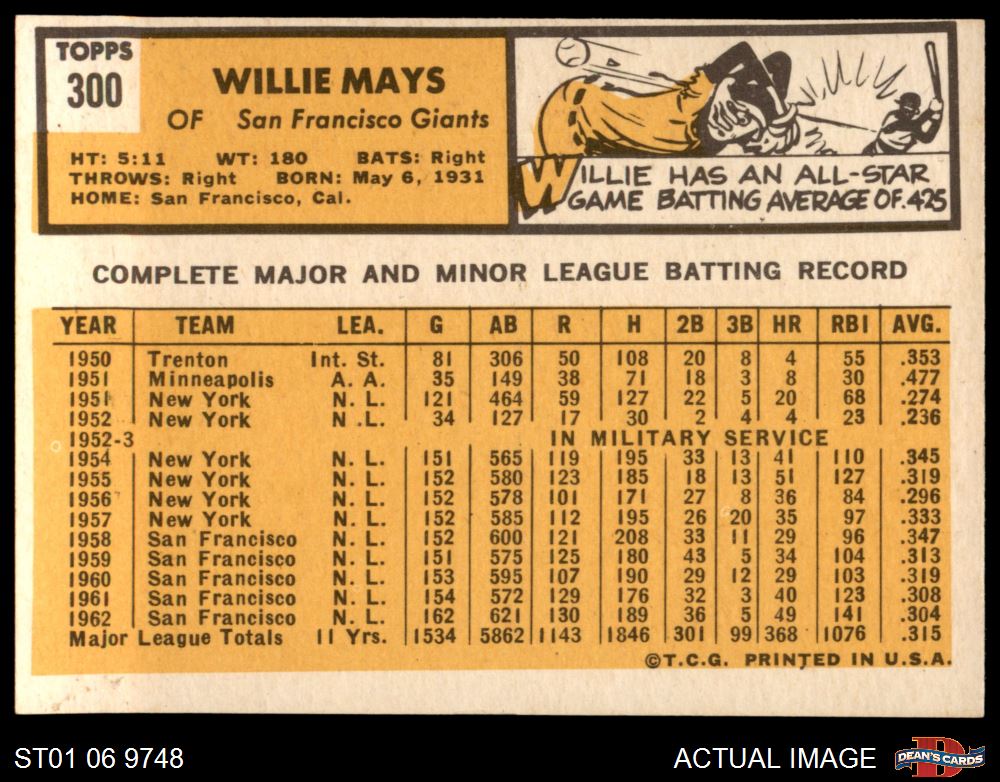 TOPPS
300
WILLIE MAYS
OF San Francisco Giants
HT: 5:11 WT: 180 BATS: Right
THROWS: Right BORN: May 6, 1931
HOME: San Francisco, Cal.
WILLIE HAS AN ALL-STAR
GAME BATTING AVERAGE OF .425
COMPLETE MAJOR AND MINOR LEAGUE BATTING RECORD
YEAR TEAM LEA. G AB R H 2B 3B HR RBI AVG.
1950 Trenton Int. St. 81 306 50 108 20 8 4 55 .353
1951 Minneapolis A. A. 35 149 38 71 18 3 8 30 .477
1951 New York N. L. 121 464 59 127 22 5 20 68 .274
1952 New York N .L. 34 127 17 30 2 4 4 23 .236
1952-3 IN MILITARY SERVICE
1954 New York N. L. 151 565 119 195 33 13 41 110 .345
1955 New York N. L. 152 580 123 185 18 13 51 127 .319
1956 New York N. L. 152 578 101 171 27 8 36 84 .296
1957 New York N. L. 152 585 112 195 26 20 35 97 .333
1958 San Francisco N. L. 152 600 121 208 33 11 29 96 .347
1959 San Francisco N. L. 151 575 125 180 43 5 34 104 .313
1960 San Francisco N. L. 153 595 107 190 29 12 29 103 .319
1961 San Francisco N. L. 154 572 129 176 32 3 40 123 .308
1962 San Francisco N. L. 162 621 130 189 36 5 49 141 .304
Major League Totals 11 Yrs. 1534 5862 1143 1846 301 99 368 1076 .315
©T.C.G. PRINTED IN U.S.A.
ST01 06 9748 ACTUAL IMAGE
D
DEAN'S CARDS